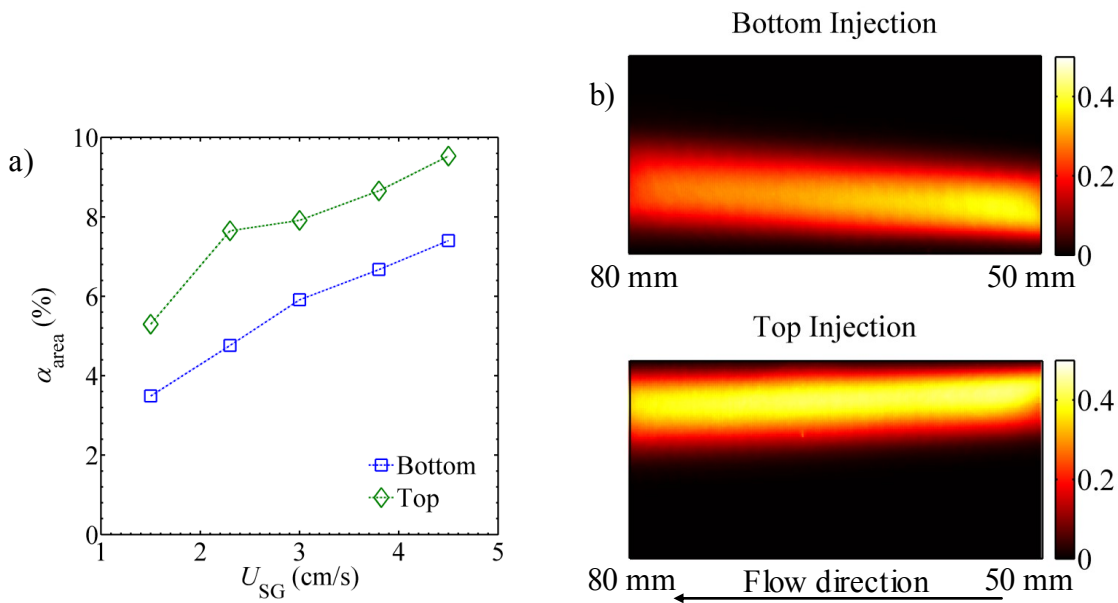 a)
10
8
6
4
2
0
α_area (%)
1 2 3 4 5
U_SG (cm/s)
Bottom
Top
b)
Bottom Injection
0.4
0.2
0
80 mm 50 mm
Top Injection
0.4
0.2
0
80 mm Flow direction 50 mm